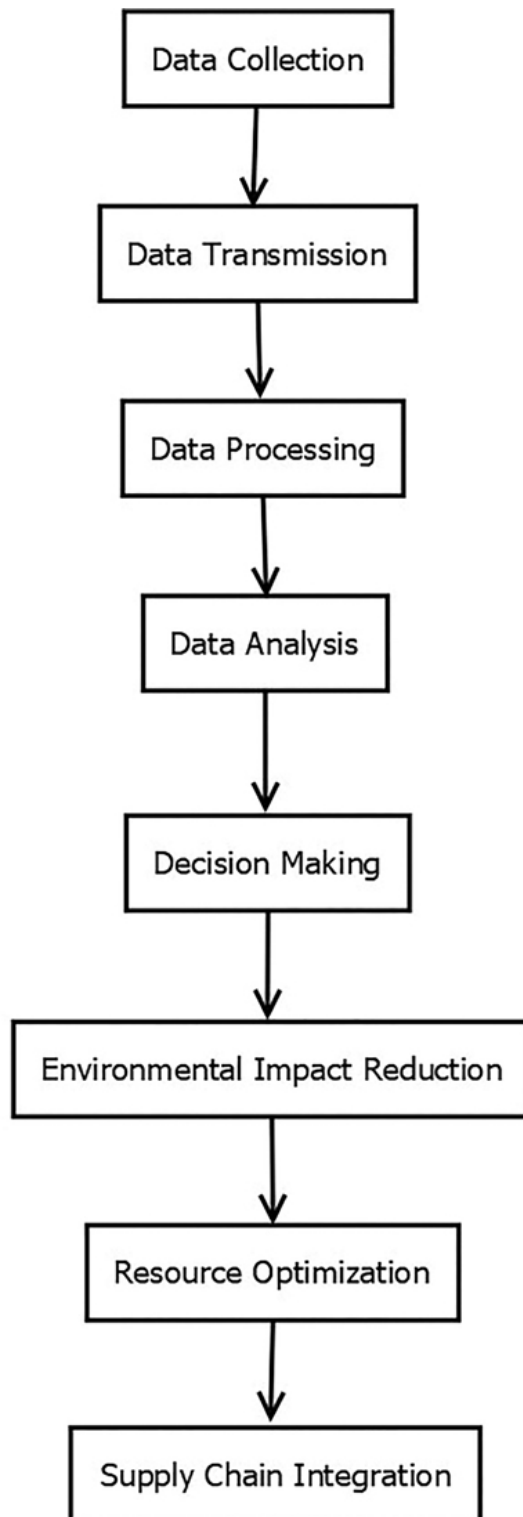 Data Collection
Data Transmission
Data Processing
Data Analysis
Decision Making
Environmental Impact Reduction
Resource Optimization
Supply Chain Integration